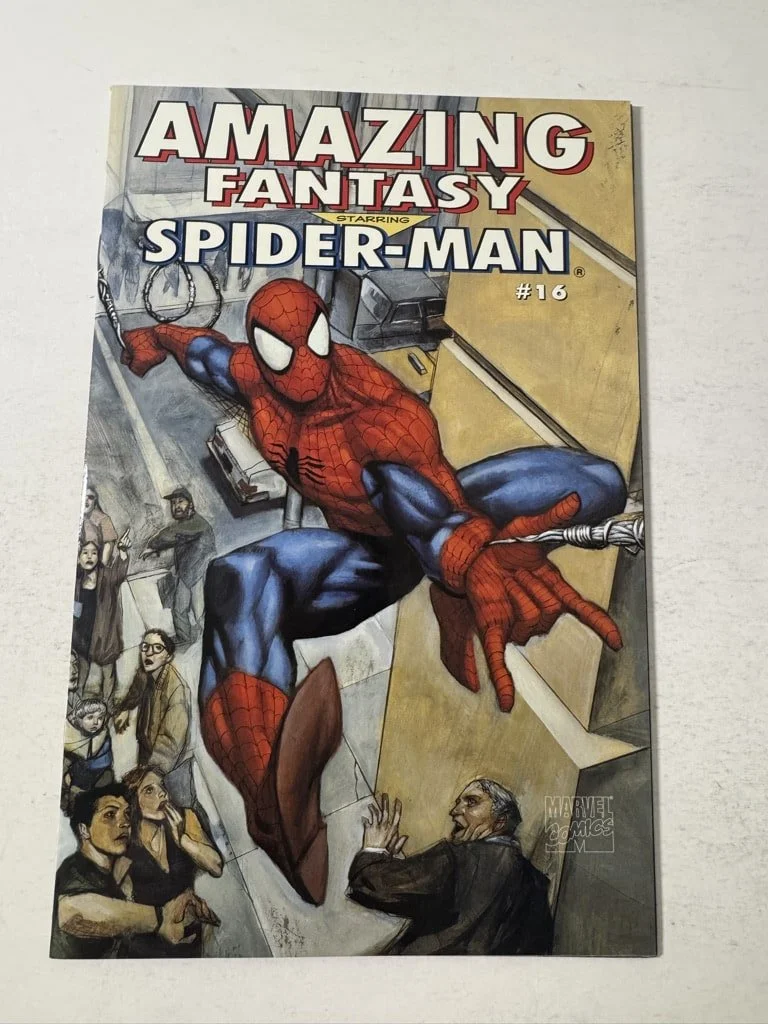 AMAZING
FANTASY
STARRING
SPIDER-MAN®
#16
MARVEL
COMICS